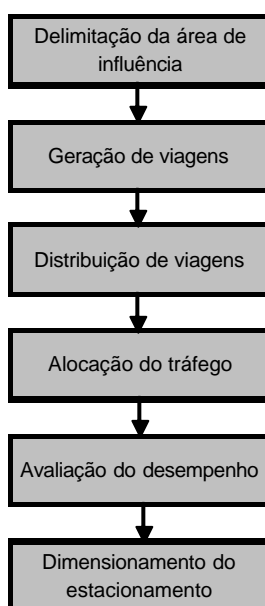 Delimitação da área de
influência
Geração de viagens
Distribuição de viagens
Alocação do tráfego
Avaliação do desempenho
Dimensionamento do
estacionamento